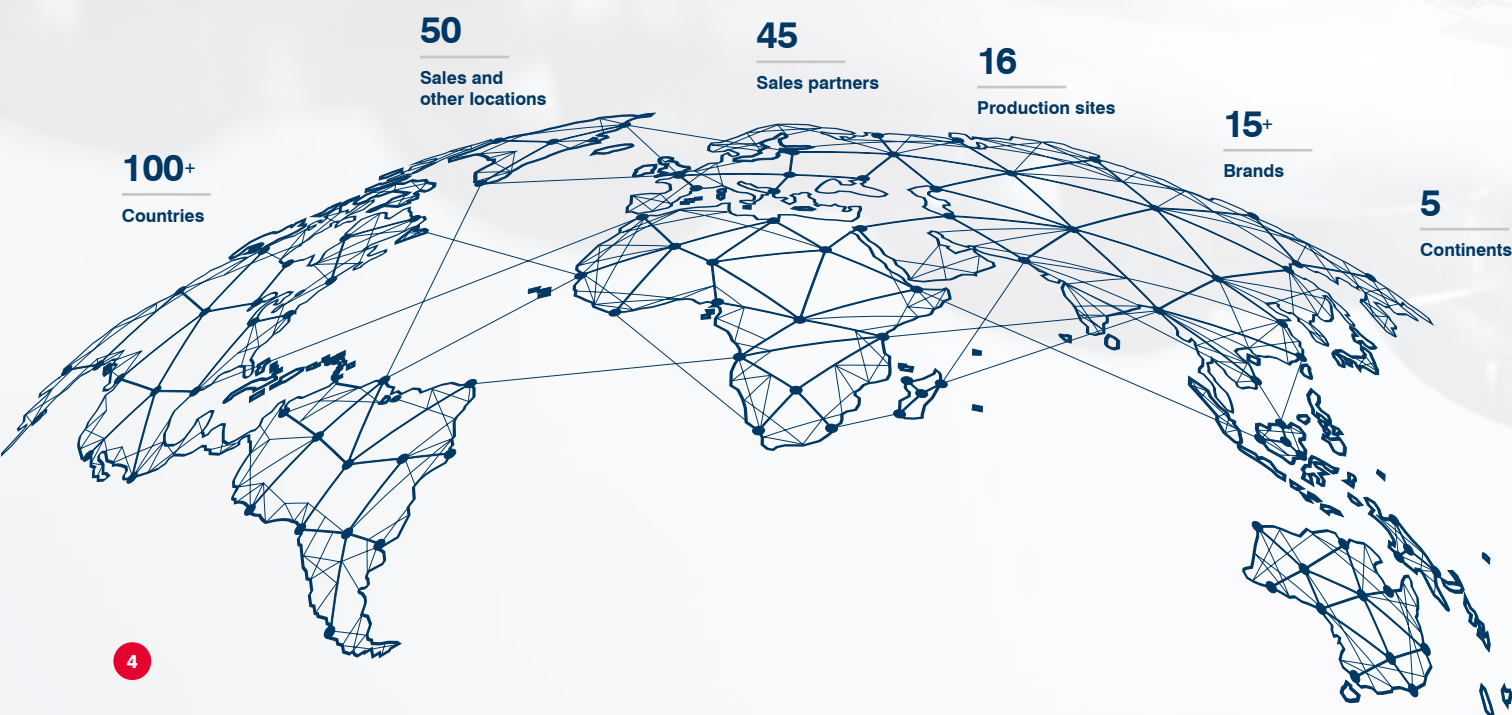 100+
Countries
50
Sales and
other locations
45
Sales partners
16
Production sites
15+
Brands
5
Continents
4